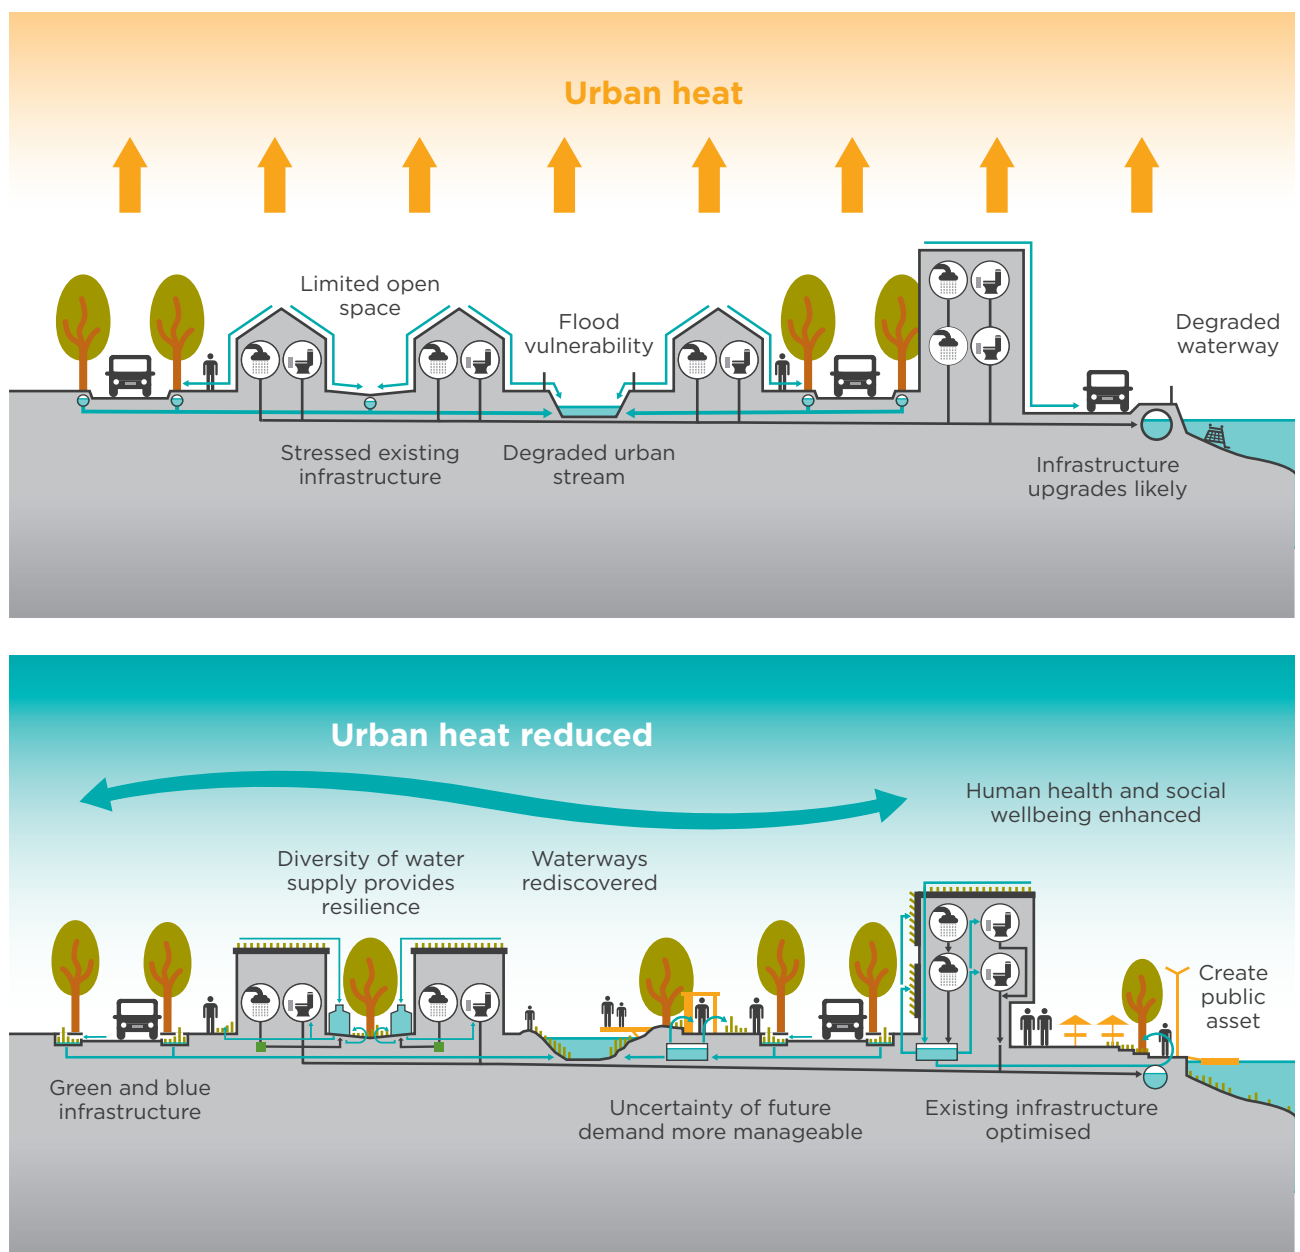 Urban heat
Limited open
space
Flood
vulnerability
Degraded
waterway
Stressed existing
infrastructure
Degraded urban
stream
Infrastructure
upgrades likely
Urban heat reduced
Human health and social
wellbeing enhanced
Diversity of water
supply provides
resilience
Waterways
rediscovered
Create
public
asset
Green and blue
infrastructure
Uncertainty of future
demand more manageable
Existing infrastructure
optimised